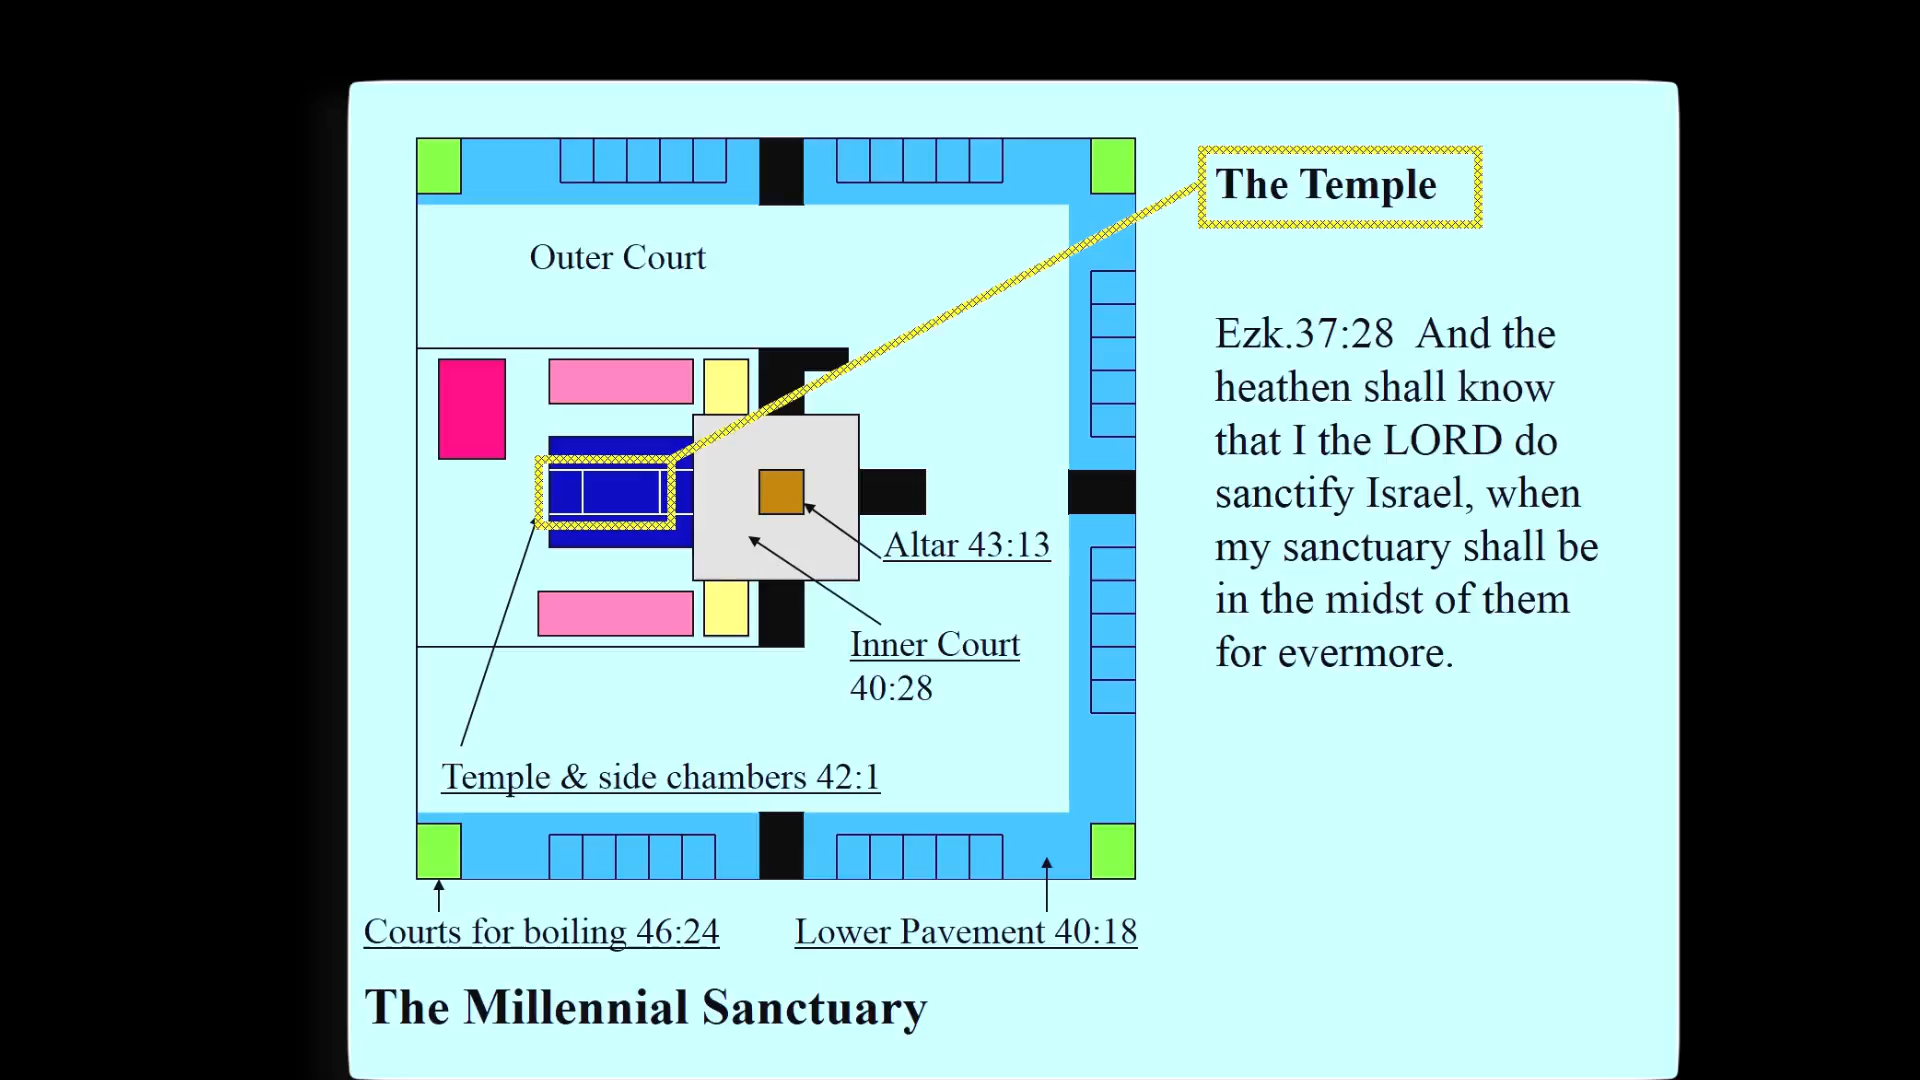 The Temple
Outer Court
Ezk.37:28 And the
heathen shall know
that I the LORD do
sanctify Israel, when
my sanctuary shall be
in the midst of them
for evermore.
Altar 43:13
Inner Court
40:28
Temple & side chambers 42:1
Courts for boiling 46:24
Lower Pavement 40:18
The Millennial Sanctuary